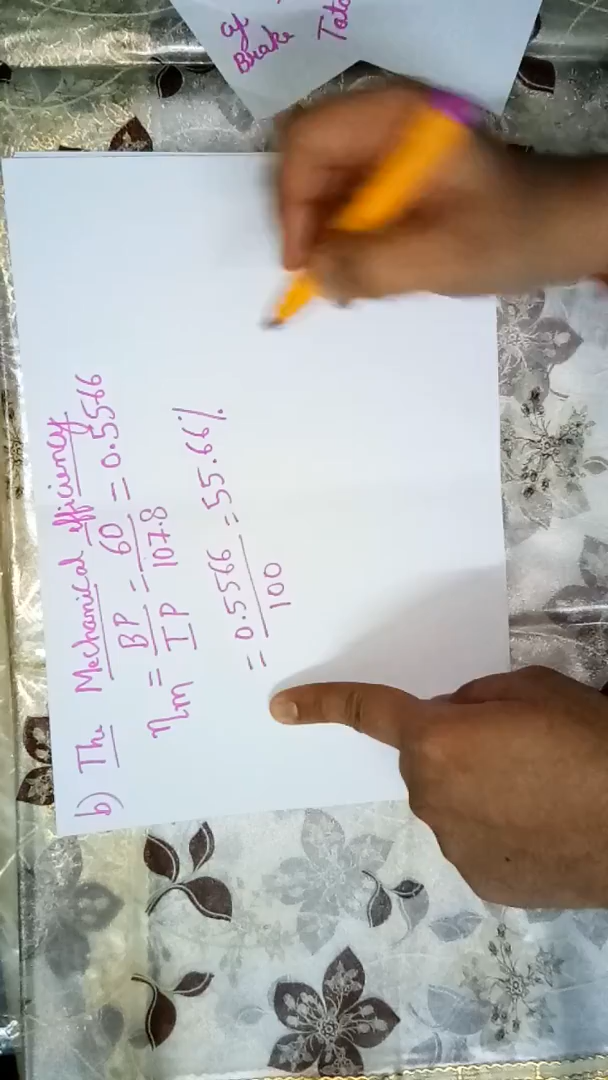 of
Brake
Tota
b) The Mechanical efficiency
ηm = BP/IP = 60/107.8 = 0.5566
= 0.5566/100 = 55.66%